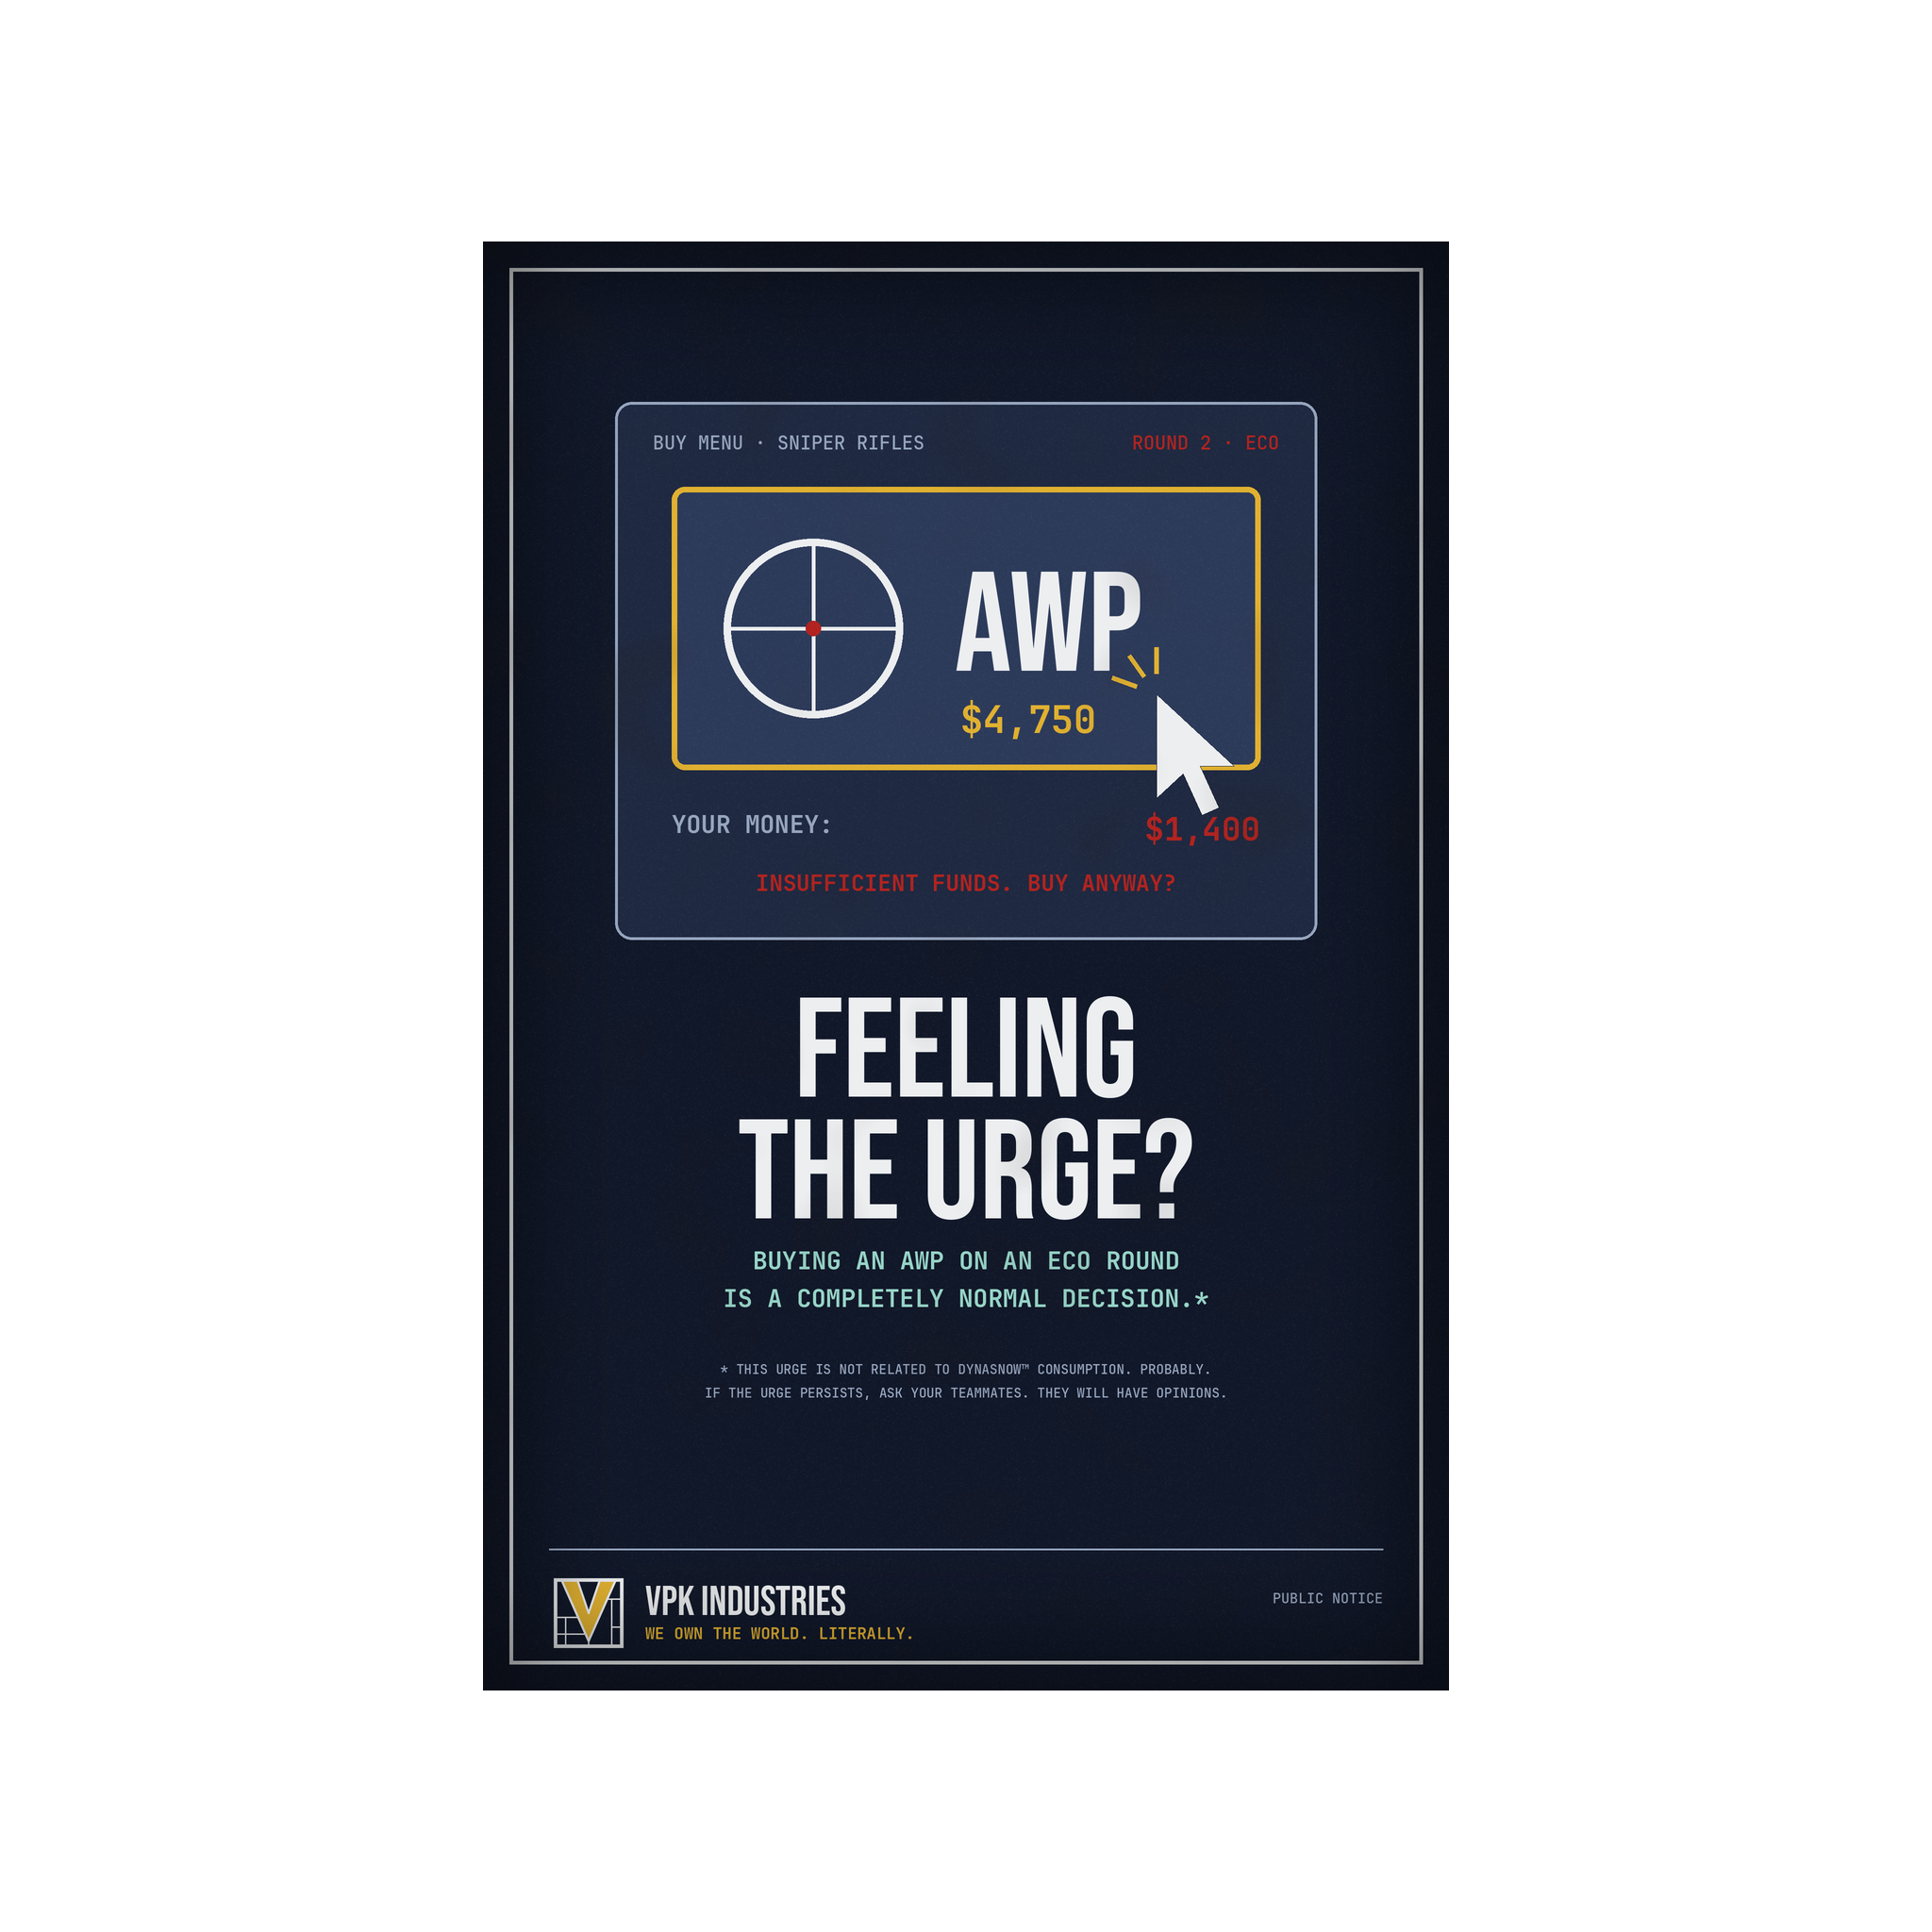 BUY MENU · SNIPER RIFLES
ROUND 2 · ECO
AWP
$4,750
YOUR MONEY:
$1,400
INSUFFICIENT FUNDS. BUY ANYWAY?
FEELING
THE URGE?
BUYING AN AWP ON AN ECO ROUND
IS A COMPLETELY NORMAL DECISION.*
* THIS URGE IS NOT RELATED TO DYNASNOW™ CONSUMPTION. PROBABLY.
IF THE URGE PERSISTS, ASK YOUR TEAMMATES. THEY WILL HAVE OPINIONS.
V
VPK INDUSTRIES
WE OWN THE WORLD. LITERALLY.
PUBLIC NOTICE